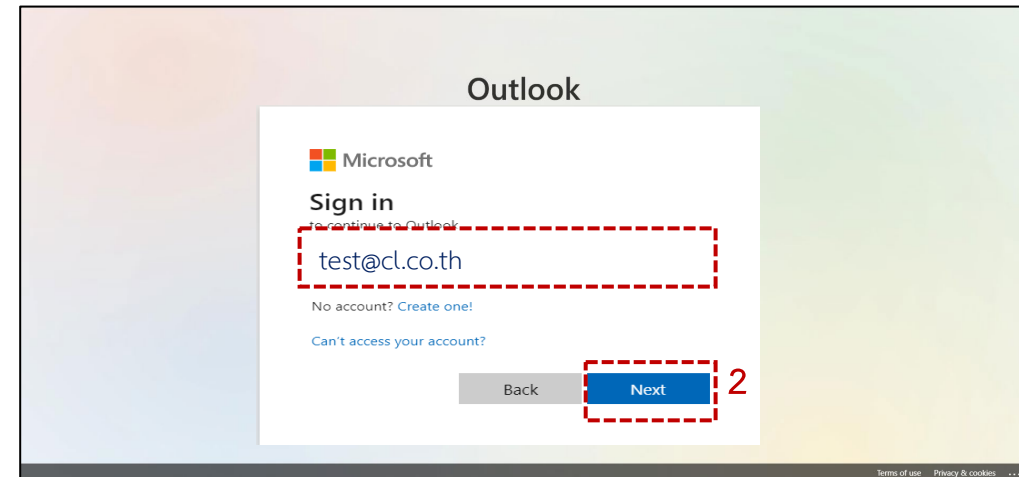 Outlook
Microsoft
Sign in
to continue to Outlook
test@cl.co.th
No account? Create one!
Can't access your account?
Back Next 2
Terms of use Privacy & cookies ...